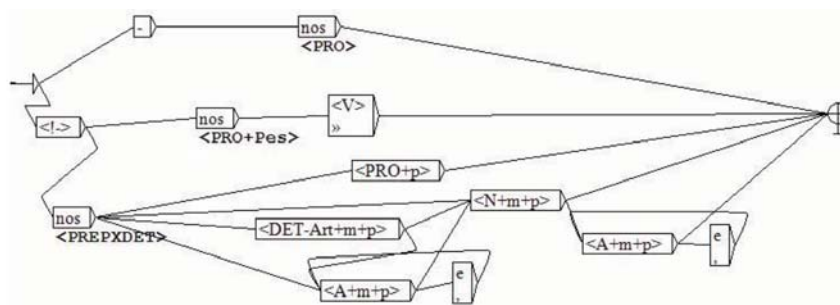 -
nos
<PRO>
<!->
nos
<PRO+Pes>
<V>
»
<PRO+p>
nos
<PREPXDET>
<N+m+p>
<DET-Art+m+p>
<A+m+p>
e
,
<A+m+p>
e
,